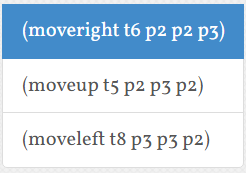 (moveright t6 p2 p2 p3)
(moveup t5 p2 p3 p2)
(moveleft t8 p3 p3 p2)